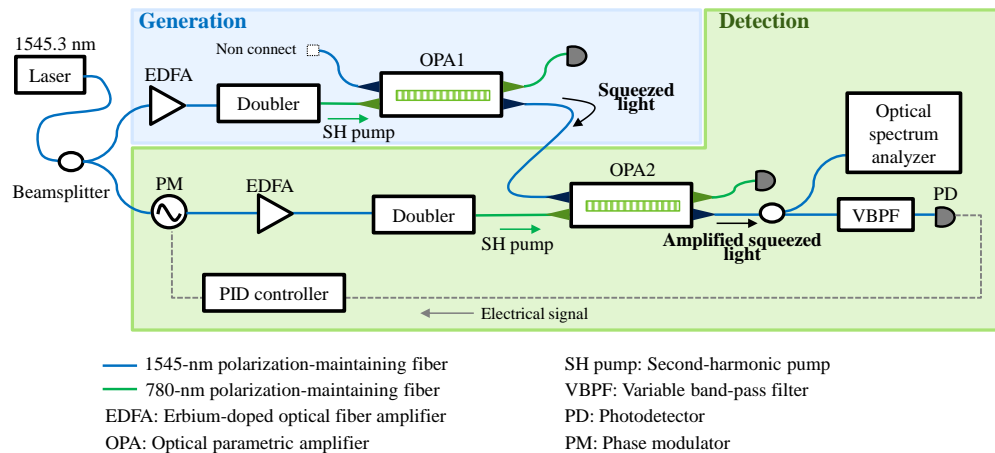 Generation
Detection
1545.3 nm
Laser
Beamsplitter
EDFA
Doubler
SH pump
Non connect
OPA1
Squeezed
light
PM
EDFA
Doubler
SH pump
OPA2
Amplified squeezed
light
Optical
spectrum
analyzer
VBPF
PD
PID controller
Electrical signal
1545-nm polarization-maintaining fiber
780-nm polarization-maintaining fiber
EDFA: Erbium-doped optical fiber amplifier
OPA: Optical parametric amplifier
SH pump: Second-harmonic pump
VBPF: Variable band-pass filter
PD: Photodetector
PM: Phase modulator